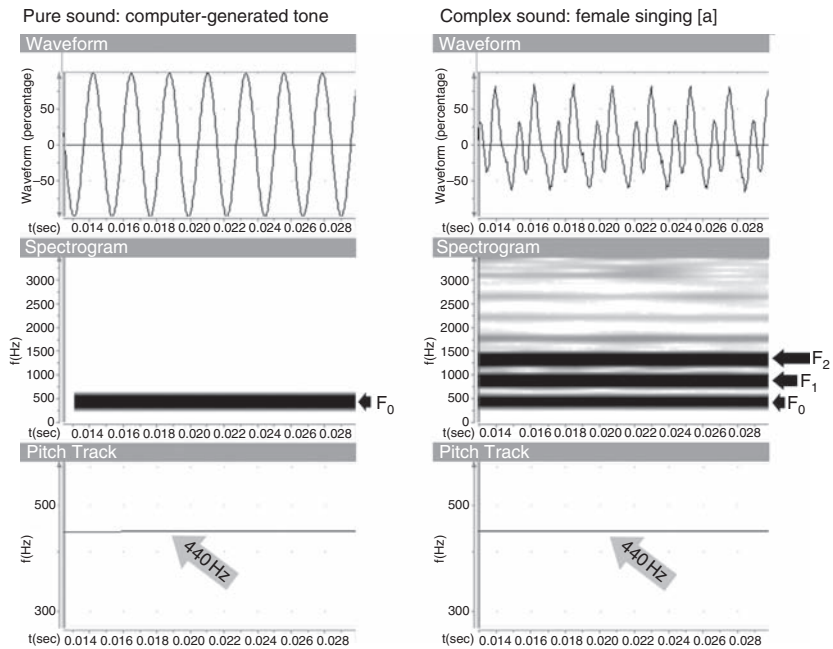 Pure sound: computer-generated tone
Waveform
Waveform (percentage)
50
0
–50
t(sec) 0.014 0.016 0.018 0.020 0.022 0.024 0.026 0.028
Spectrogram
f(Hz)
3000
2500
2000
1500
1000
500
0
F0
t(sec) 0.014 0.016 0.018 0.020 0.022 0.024 0.026 0.028
Pitch Track
f(Hz)
500
300
440 Hz
t(sec) 0.014 0.016 0.018 0.020 0.022 0.024 0.026 0.028
Complex sound: female singing [a]
Waveform
Waveform (percentage)
50
0
–50
t(sec) 0.014 0.016 0.018 0.020 0.022 0.024 0.026 0.028
Spectrogram
f(Hz)
3000
2500
2000
1500
1000
500
0
F2
F1
F0
t(sec) 0.014 0.016 0.018 0.020 0.022 0.024 0.026 0.028
Pitch Track
f(Hz)
500
300
440 Hz
t(sec) 0.014 0.016 0.018 0.020 0.022 0.024 0.026 0.028